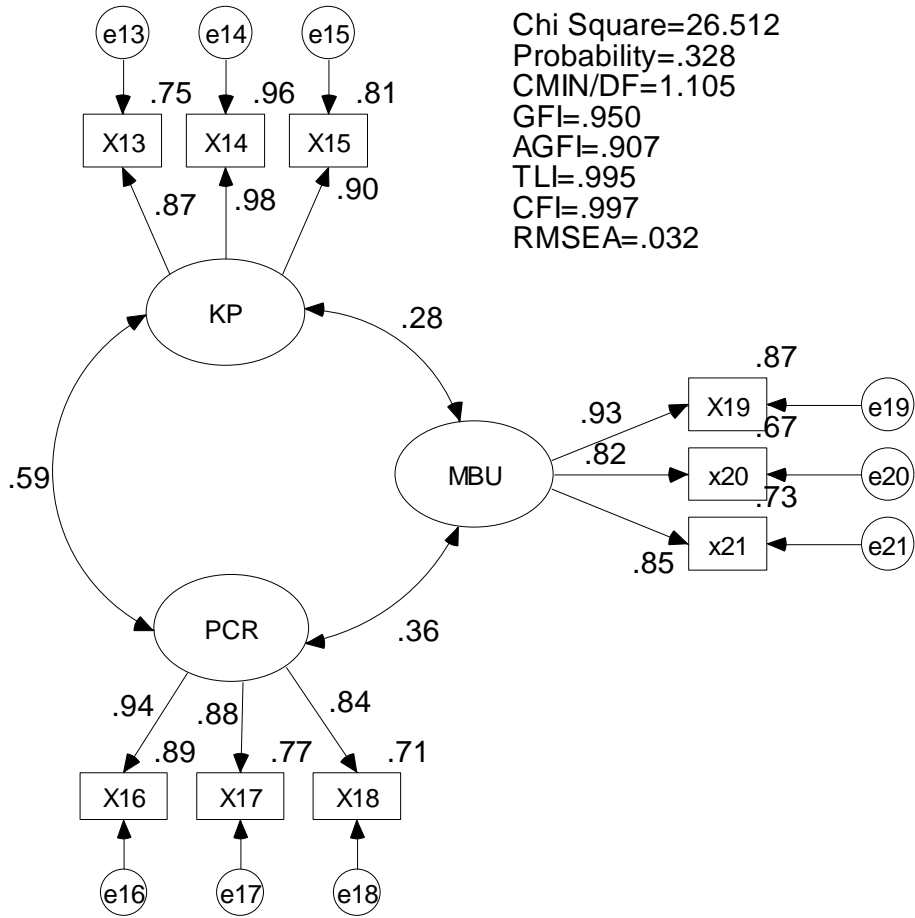 e13 e14 e15
Chi Square=26.512
Probability=.328
CMIN/DF=1.105
GFI=.950
AGFI=.907
TLI=.995
CFI=.997
RMSEA=.032
.75 .96 .81
X13 X14 X15
.87 .98 .90
KP
.28
.87
X19 e19
.93
.67
.82
x20 e20
MBU
.59
.73
x21 e21
.85
PCR
.36
.94 .88 .84
.89 .77 .71
X16 X17 X18
e16 e17 e18